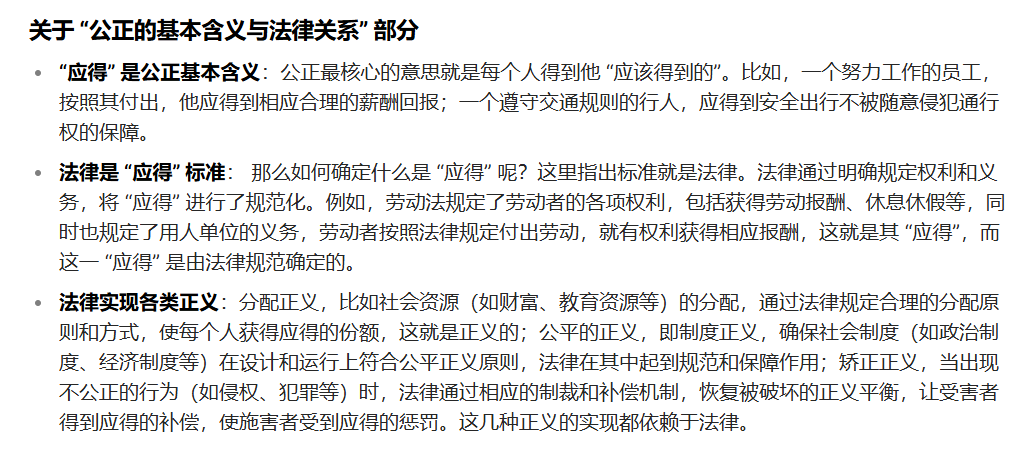 关于 “公正的基本含义与法律关系” 部分
• “应得” 是公正基本含义：公正最核心的意思就是每个人得到他 “应该得到的”。比如，一个努力工作的员工，
按照其付出，他应得到相应合理的薪酬回报；一个遵守交通规则的行人，应得到安全出行不被随意侵犯通行
权的保障。
• 法律是 “应得” 标准： 那么如何确定什么是 “应得” 呢？这里指出标准就是法律。法律通过明确规定权利和义
务，将 “应得” 进行了规范化。例如，劳动法规定了劳动者的各项权利，包括获得劳动报酬、休息休假等，同
时也规定了用人单位的义务，劳动者按照法律规定付出劳动，就有权利获得相应报酬，这就是其 “应得”，而
这一 “应得” 是由法律规范确定的。
• 法律实现各类正义：分配正义，比如社会资源（如财富、教育资源等）的分配，通过法律规定合理的分配原
则和方式，使每个人获得应得的份额，这就是正义的；公平的正义，即制度正义，确保社会制度（如政治制
度、经济制度等）在设计和运行上符合公平正义原则，法律在其中起到规范和保障作用；矫正正义，当出现
不公正的行为（如侵权、犯罪等）时，法律通过相应的制裁和补偿机制，恢复被破坏的正义平衡，让受害者
得到应得的补偿，使施害者受到应得的惩罚。这几种正义的实现都依赖于法律。